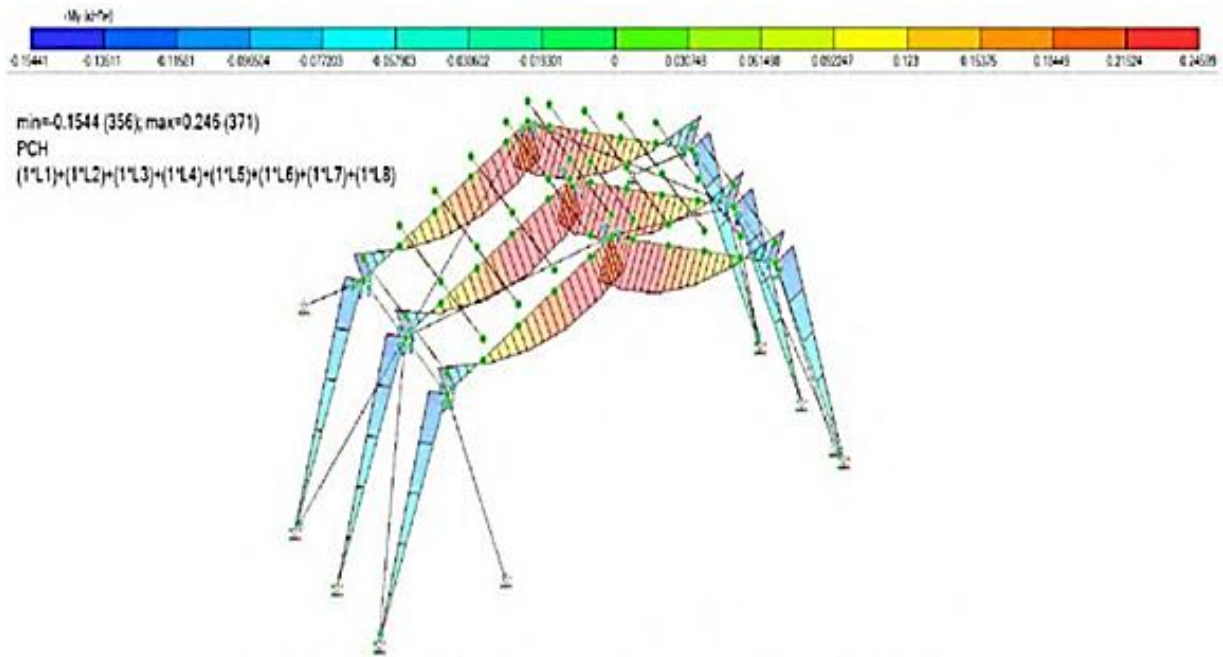 -0.15441 -0.13511 -0.11581 -0.096504 -0.077203 -0.057903 -0.038602 -0.019301 0 0.030748 0.061496 0.092247 0.123 0.15375 0.18449 0.21524 0.24599
min=-0.1544 (356); max=0.246 (371)
РСН
(1*L1)+(1*L2)+(1*L3)+(1*L4)+(1*L5)+(1*L6)+(1*L7)+(1*L8)